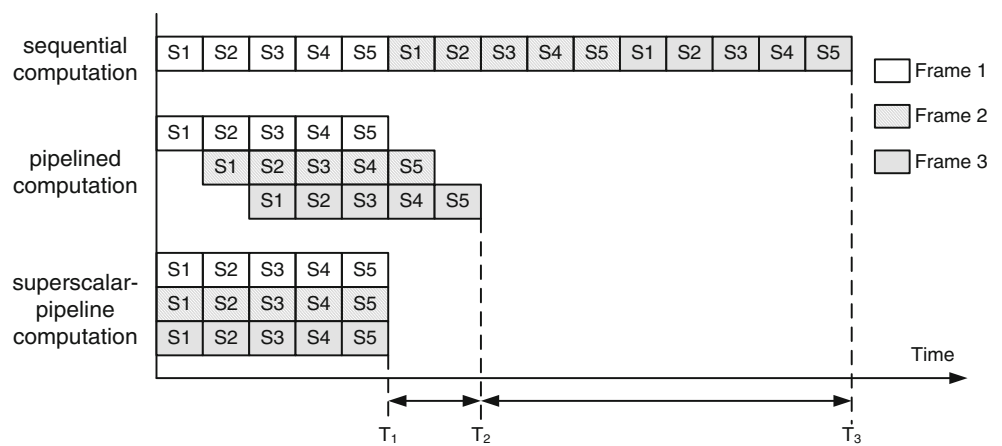 sequential
computation
S1 S2 S3 S4 S5 S1 S2 S3 S4 S5 S1 S2 S3 S4 S5
Frame 1
Frame 2
Frame 3
pipelined
computation
S1 S2 S3 S4 S5
S1 S2 S3 S4 S5
S1 S2 S3 S4 S5
superscalar-
pipeline
computation
S1 S2 S3 S4 S5
S1 S2 S3 S4 S5
S1 S2 S3 S4 S5
Time
T1 T2 T3